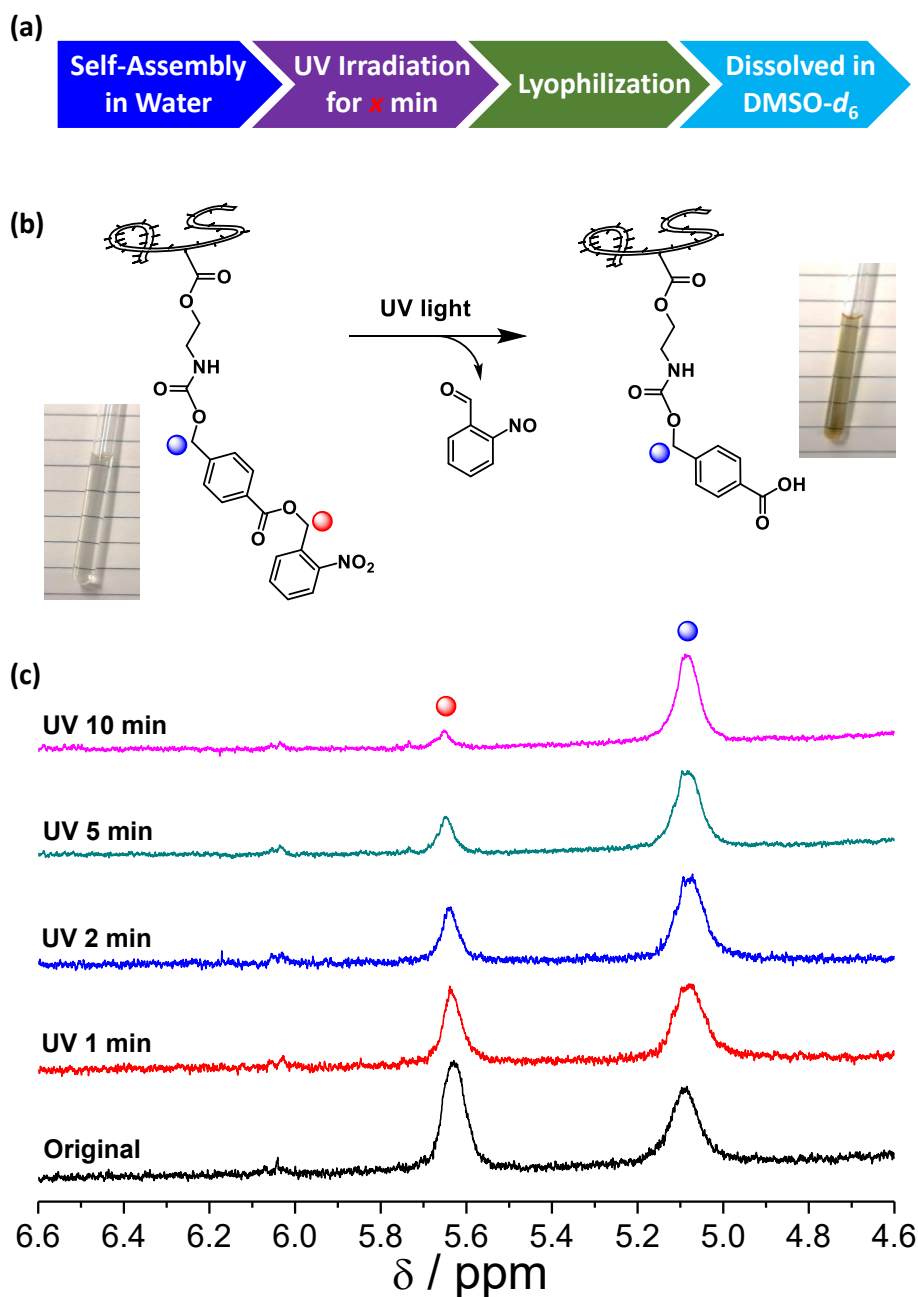 (a)
Self-Assembly
in Water
UV Irradiation
for x min
Lyophilization
Dissolved in
DMSO-d6
(b)
O
O
NH
O
O
O
O
NO2
UV light
O
NO
O
O
NH
O
O
OH
O
(c)
UV 10 min
UV 5 min
UV 2 min
UV 1 min
Original
6.6 6.4 6.2 6.0 5.8 5.6 5.4 5.2 5.0 4.8 4.6
δ / ppm